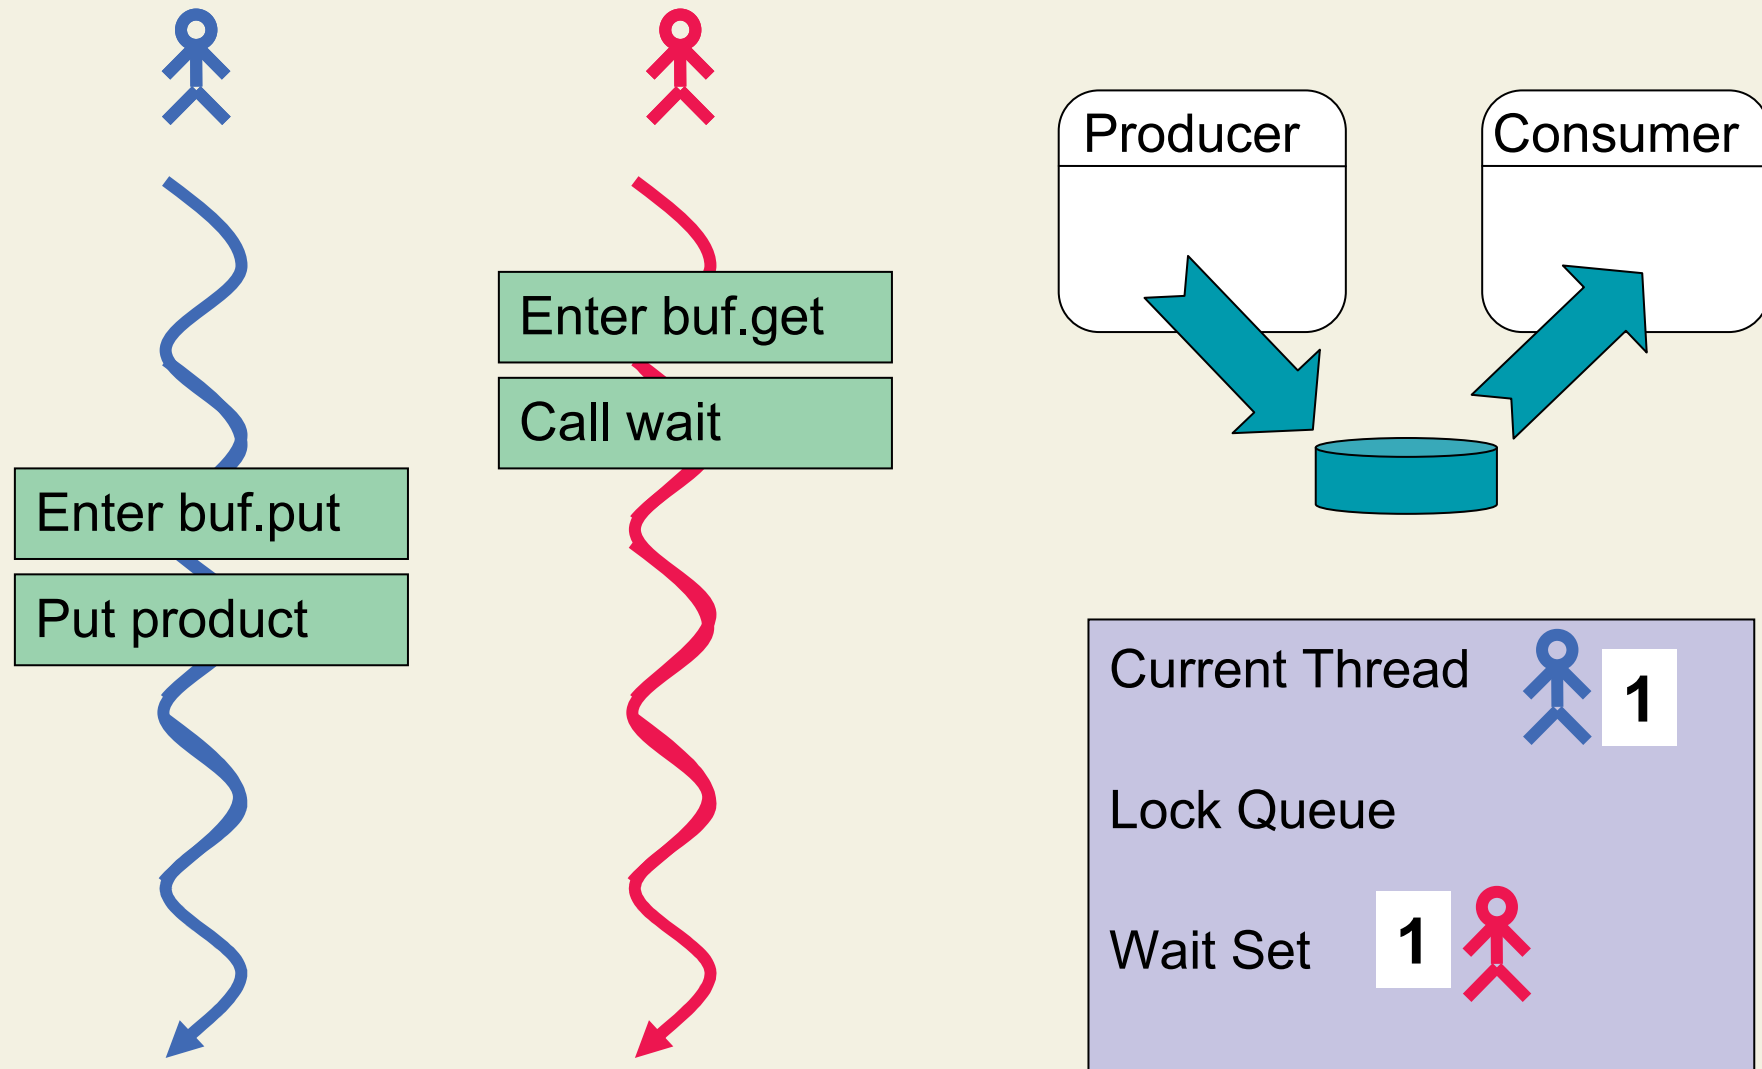 Enter buf.get
Call wait
Enter buf.put
Put product
Producer
Consumer
Current Thread 1
Lock Queue
Wait Set 1